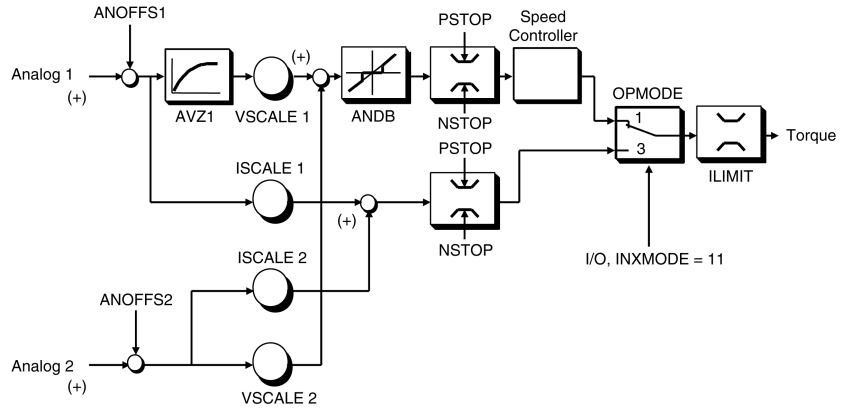 ANOFFS1
PSTOP
Speed
Controller
Analog 1
(+)
(+)
AVZ1
VSCALE 1
ANDB
NSTOP
OPMODE
1
3
Torque
ILIMIT
PSTOP
ISCALE 1
(+)
NSTOP
I/O, INXMODE = 11
ISCALE 2
ANOFFS2
Analog 2
(+)
VSCALE 2